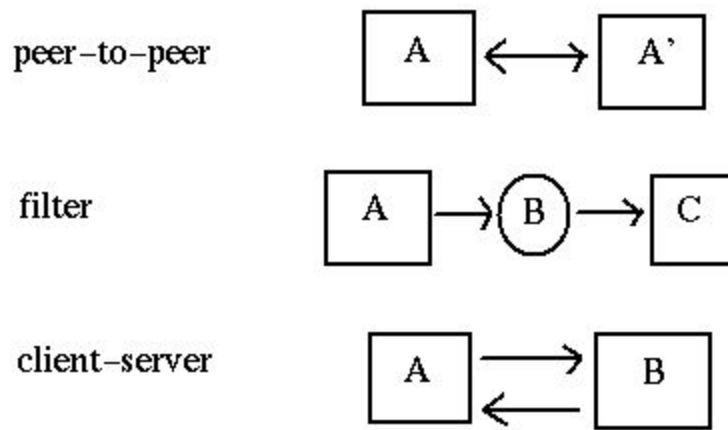 peer-to-peer A A’
filter A B C
client-server A B